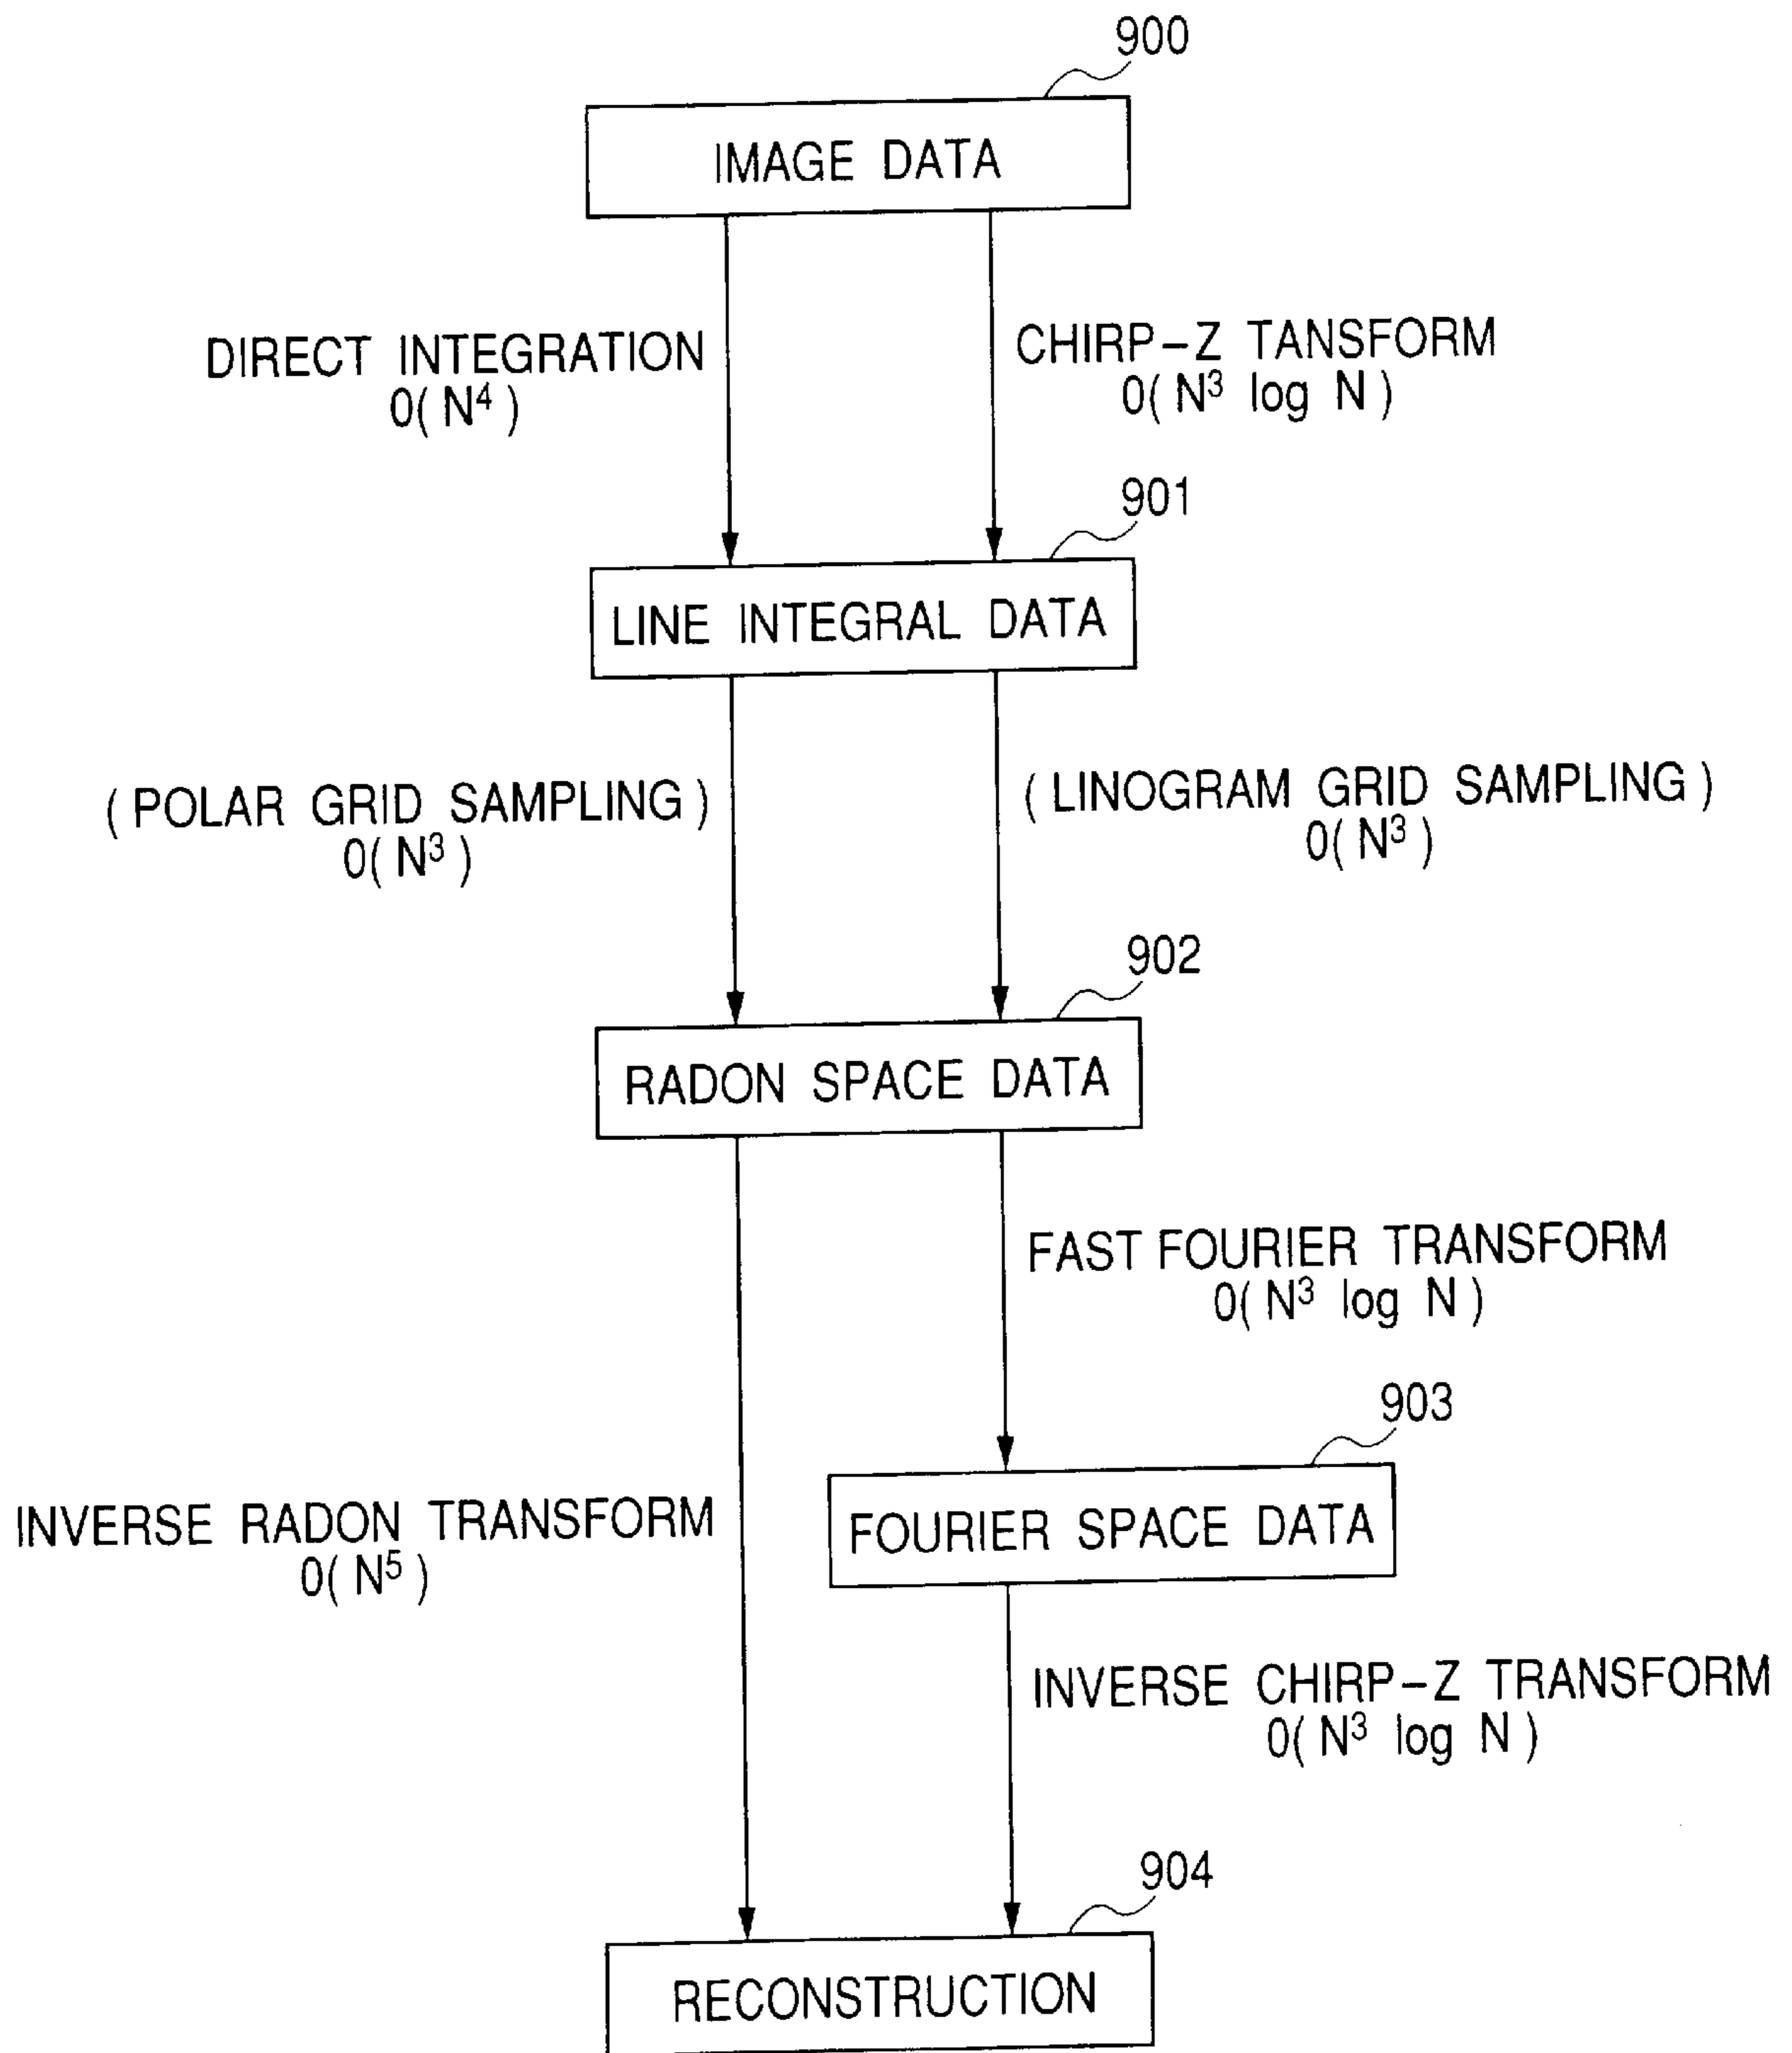 900
IMAGE DATA
DIRECT INTEGRATION
0( N⁴ )
CHIRP-Z TANSFORM
0( N³ log N )
901
LINE INTEGRAL DATA
( POLAR GRID SAMPLING )
0( N³ )
( LINOGRAM GRID SAMPLING )
0( N³ )
902
RADON SPACE DATA
FAST FOURIER TRANSFORM
0( N³ log N )
903
FOURIER SPACE DATA
INVERSE RADON TRANSFORM
0( N⁵ )
INVERSE CHIRP-Z TRANSFORM
0( N³ log N )
904
RECONSTRUCTION